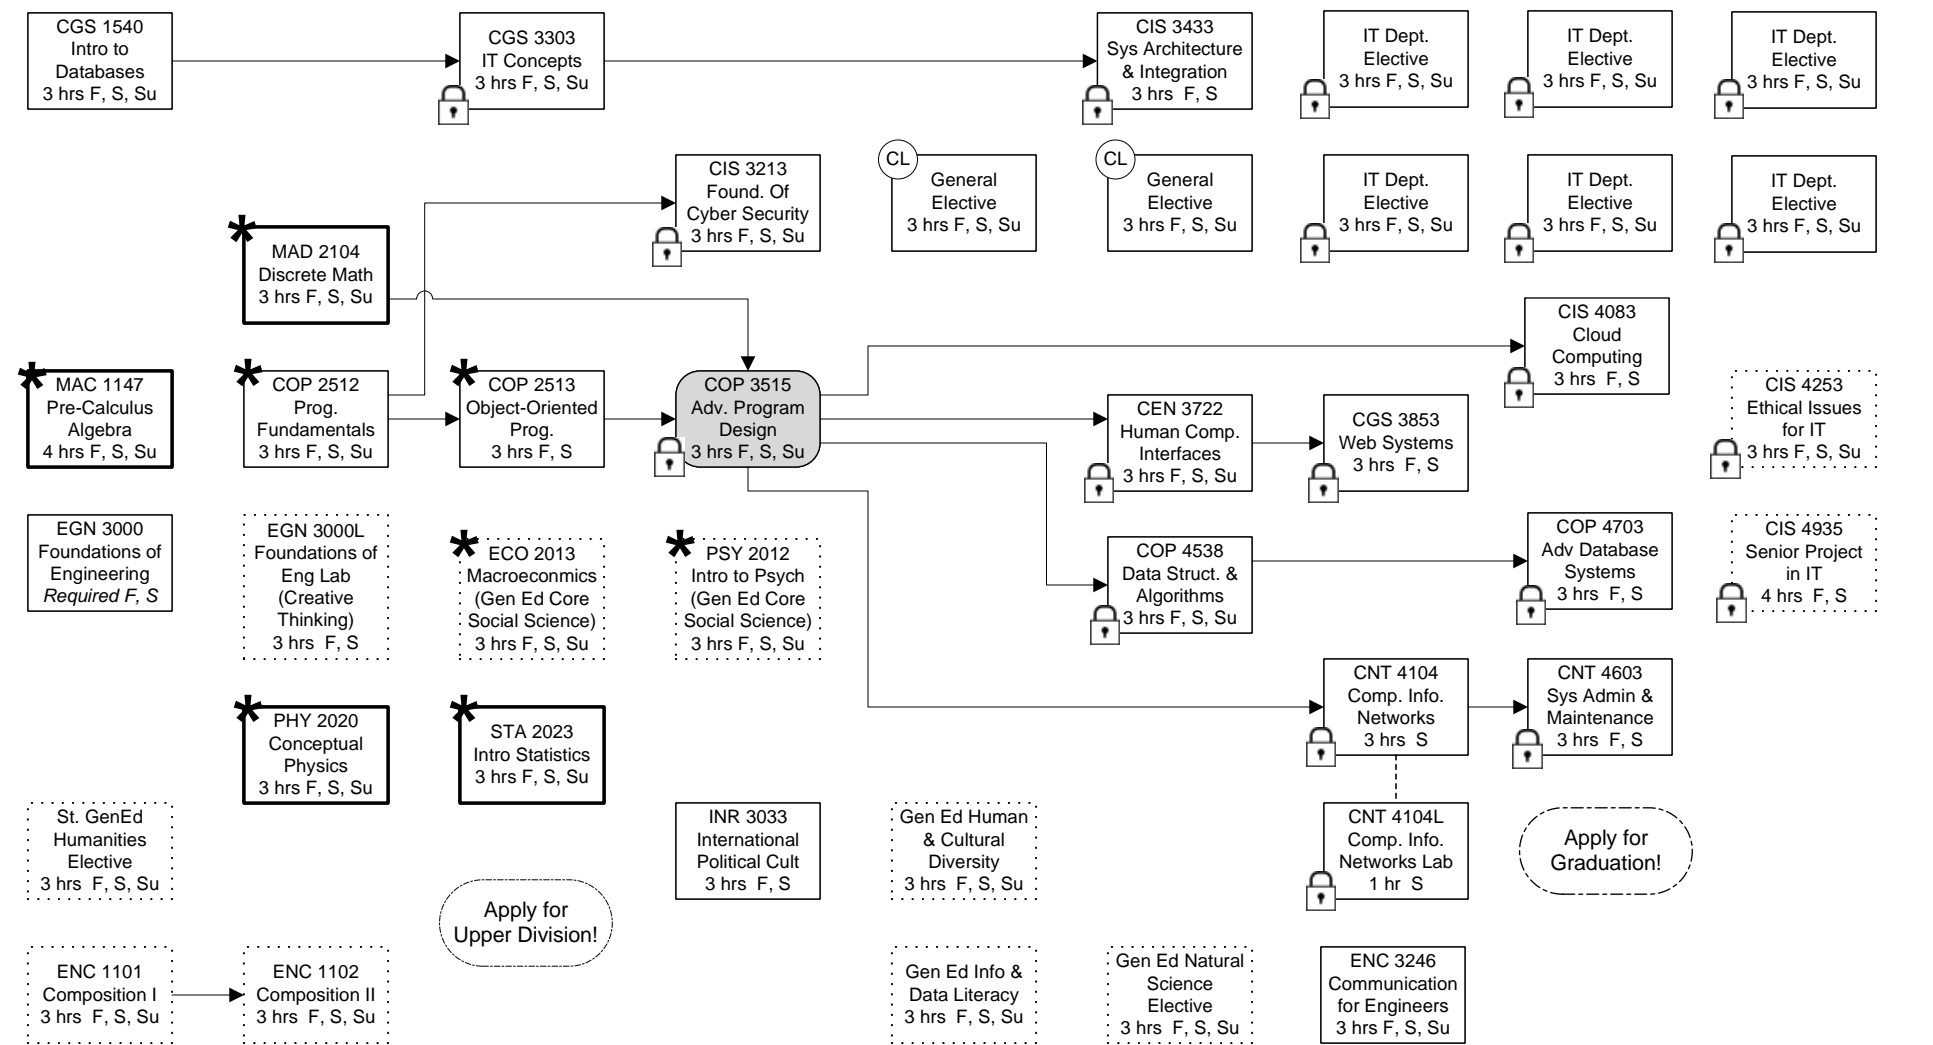 CGS 1540
Intro to
Databases
3 hrs F, S, Su
CGS 3303
IT Concepts
3 hrs F, S, Su
CIS 3433
Sys Architecture
& Integration
3 hrs F, S
IT Dept.
Elective
3 hrs F, S, Su
IT Dept.
Elective
3 hrs F, S, Su
IT Dept.
Elective
3 hrs F, S, Su
CIS 3213
Found. Of
Cyber Security
3 hrs F, S, Su
CL
General
Elective
3 hrs F, S, Su
CL
General
Elective
3 hrs F, S, Su
IT Dept.
Elective
3 hrs F, S, Su
IT Dept.
Elective
3 hrs F, S, Su
IT Dept.
Elective
3 hrs F, S, Su
*
MAD 2104
Discrete Math
3 hrs F, S, Su
CIS 4083
Cloud
Computing
3 hrs F, S
*
MAC 1147
Pre-Calculus
Algebra
4 hrs F, S, Su
*
COP 2512
Prog.
Fundamentals
3 hrs F, S, Su
*
COP 2513
Object-Oriented
Prog.
3 hrs F, S
COP 3515
Adv. Program
Design
3 hrs F, S, Su
CEN 3722
Human Comp.
Interfaces
3 hrs F, S, Su
CGS 3853
Web Systems
3 hrs F, S
CIS 4253
Ethical Issues
for IT
3 hrs F, S, Su
EGN 3000
Foundations of
Engineering
Required F, S
EGN 3000L
Foundations of
Eng Lab
(Creative
Thinking)
3 hrs F, S
*
ECO 2013
Macroeconmics
(Gen Ed Core
Social Science)
3 hrs F, S, Su
*
PSY 2012
Intro to Psych
(Gen Ed Core
Social Science)
3 hrs F, S, Su
COP 4538
Data Struct. &
Algorithms
3 hrs F, S, Su
COP 4703
Adv Database
Systems
3 hrs F, S
CIS 4935
Senior Project
in IT
4 hrs F, S
*
PHY 2020
Conceptual
Physics
3 hrs F, S, Su
*
STA 2023
Intro Statistics
3 hrs F, S, Su
CNT 4104
Comp. Info.
Networks
3 hrs S
CNT 4603
Sys Admin &
Maintenance
3 hrs F, S
St. GenEd
Humanities
Elective
3 hrs F, S, Su
Apply for
Upper Division!
INR 3033
International
Political Cult
3 hrs F, S
Gen Ed Human
& Cultural
Diversity
3 hrs F, S, Su
CNT 4104L
Comp. Info.
Networks Lab
1 hr S
Apply for
Graduation!
ENC 1101
Composition I
3 hrs F, S, Su
ENC 1102
Composition II
3 hrs F, S, Su
Gen Ed Info &
Data Literacy
3 hrs F, S, Su
Gen Ed Natural
Science
Elective
3 hrs F, S, Su
ENC 3246
Communication
for Engineers
3 hrs F, S, Su